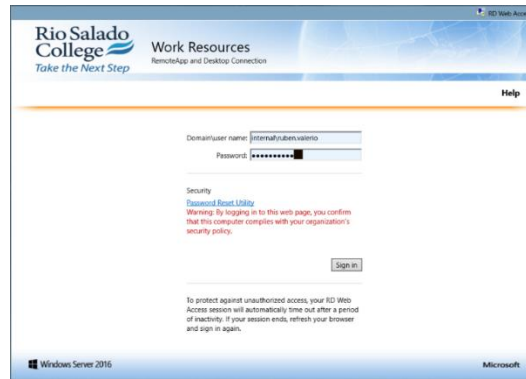 RD Web Acce
Rio Salado
College
Take the Next Step
Work Resources
RemoteApp and Desktop Connection
Help
Domain\user name: internal\ruben.valerio
Password:
Security
Password Reset Utility
Warning: By logging in to this web page, you confirm
that this computer complies with your organization's
security policy.
Sign in
To protect against unauthorized access, your RD Web
Access session will automatically time out after a period
of inactivity. If your session ends, refresh your browser
and sign in again.
Windows Server 2016
Microsoft